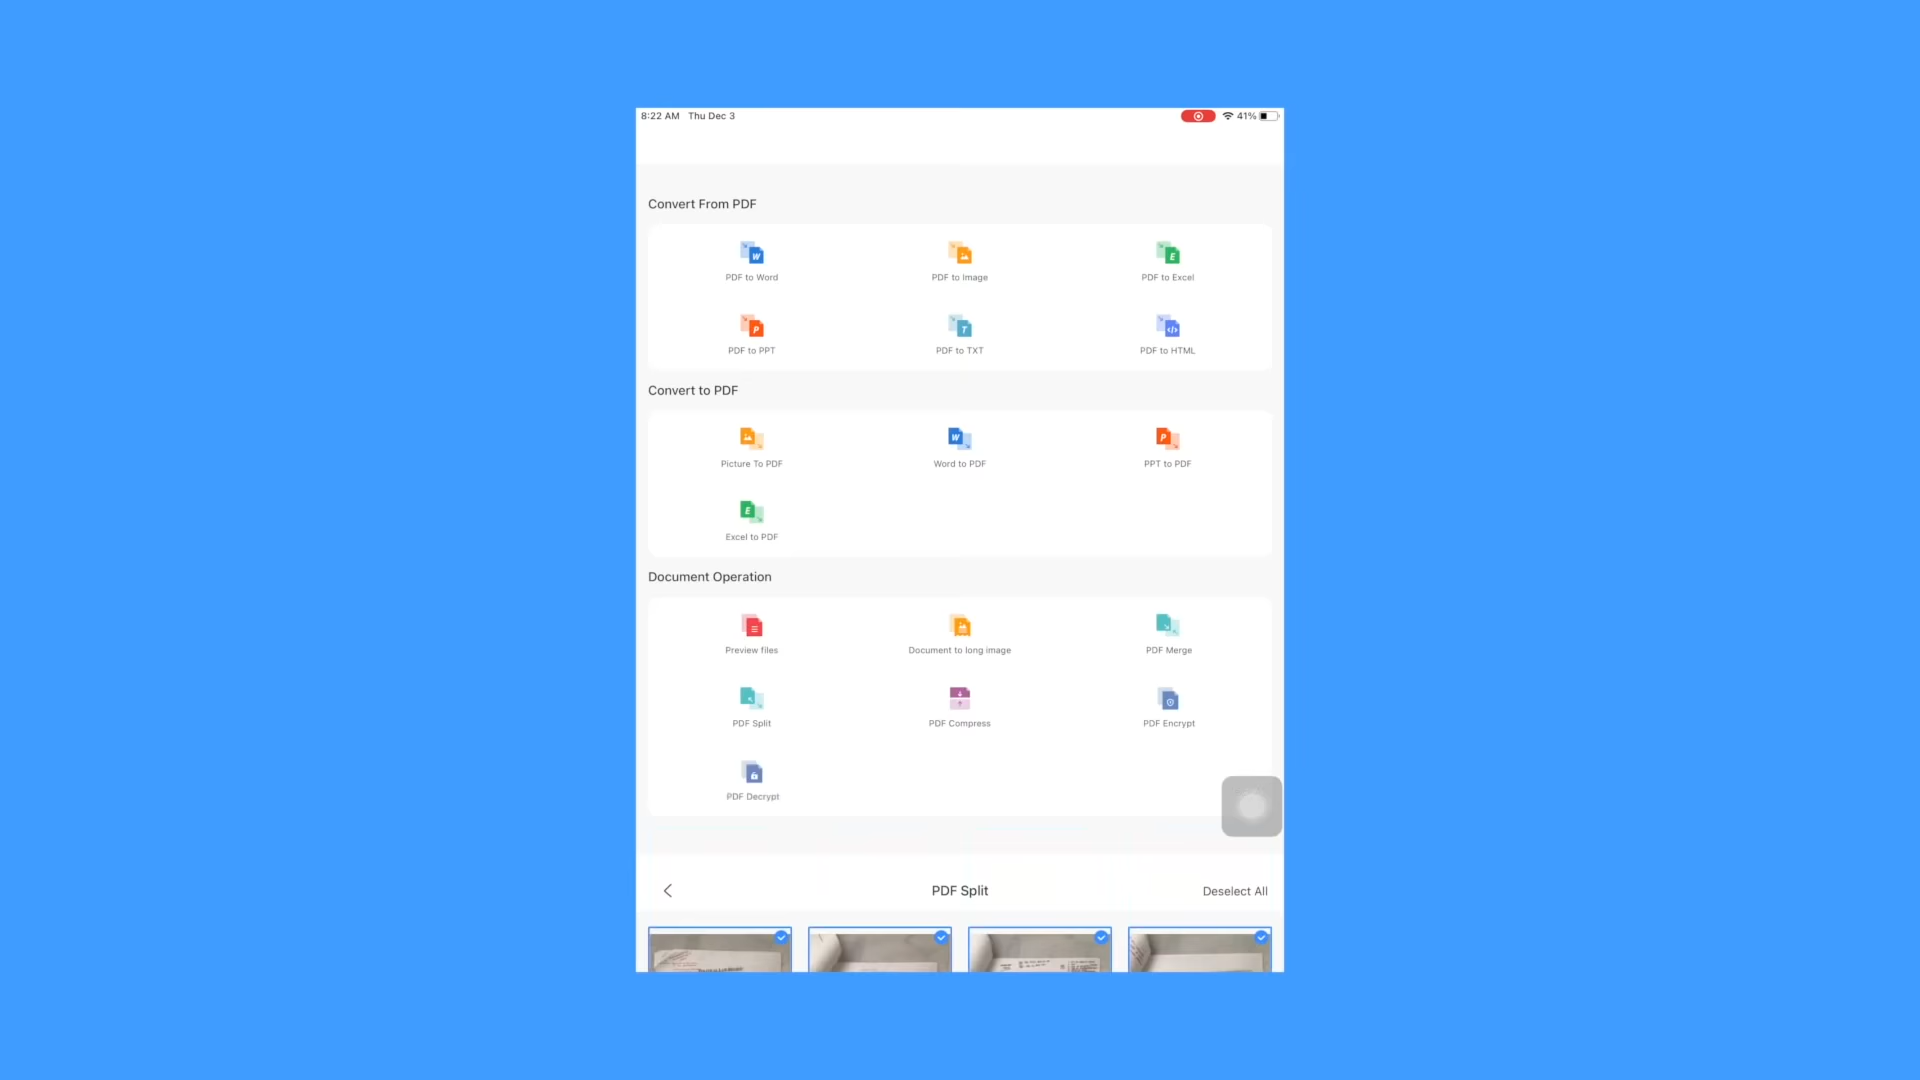 8:22 AM Thu Dec 3
41%
Convert From PDF
PDF to Word
PDF to Image
PDF to Excel
PDF to PPT
PDF to TXT
PDF to HTML
Convert to PDF
Picture To PDF
Word to PDF
PPT to PDF
Excel to PDF
Document Operation
Preview files
Document to long image
PDF Merge
PDF Split
PDF Compress
PDF Encrypt
PDF Decrypt
PDF Split
Deselect All